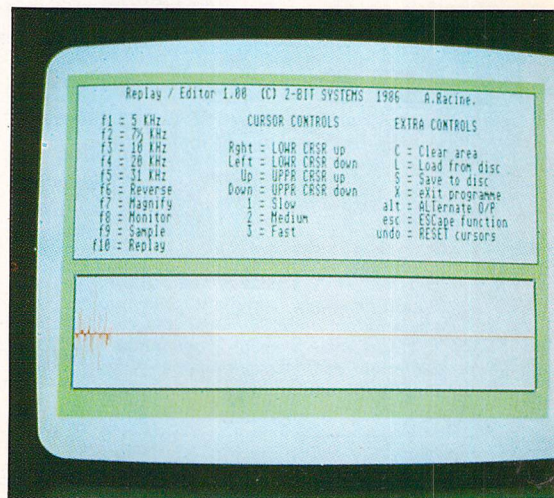 Replay / Editor 1.00 (C) 2-BIT SYSTEMS 1986 A.Racine.
f1 = 5 KHz
f2 = 7½ KHz
f3 = 10 KHz
f4 = 20 KHz
f5 = 31 KHz
f6 = Reverse
f7 = Magnify
f8 = Monitor
f9 = Sample
f10 = Replay
CURSOR CONTROLS
Rght = LOWR CRSR up
Left = LOWR CRSR down
Up = UPPR CRSR up
Down = UPPR CRSR down
1 = Slow
2 = Medium
3 = Fast
EXTRA CONTROLS
C = Clear area
L = Load from disc
S = Save to disc
X = eXit programme
alt = ALTernate O/P
esc = ESCape function
undo = RESET cursors